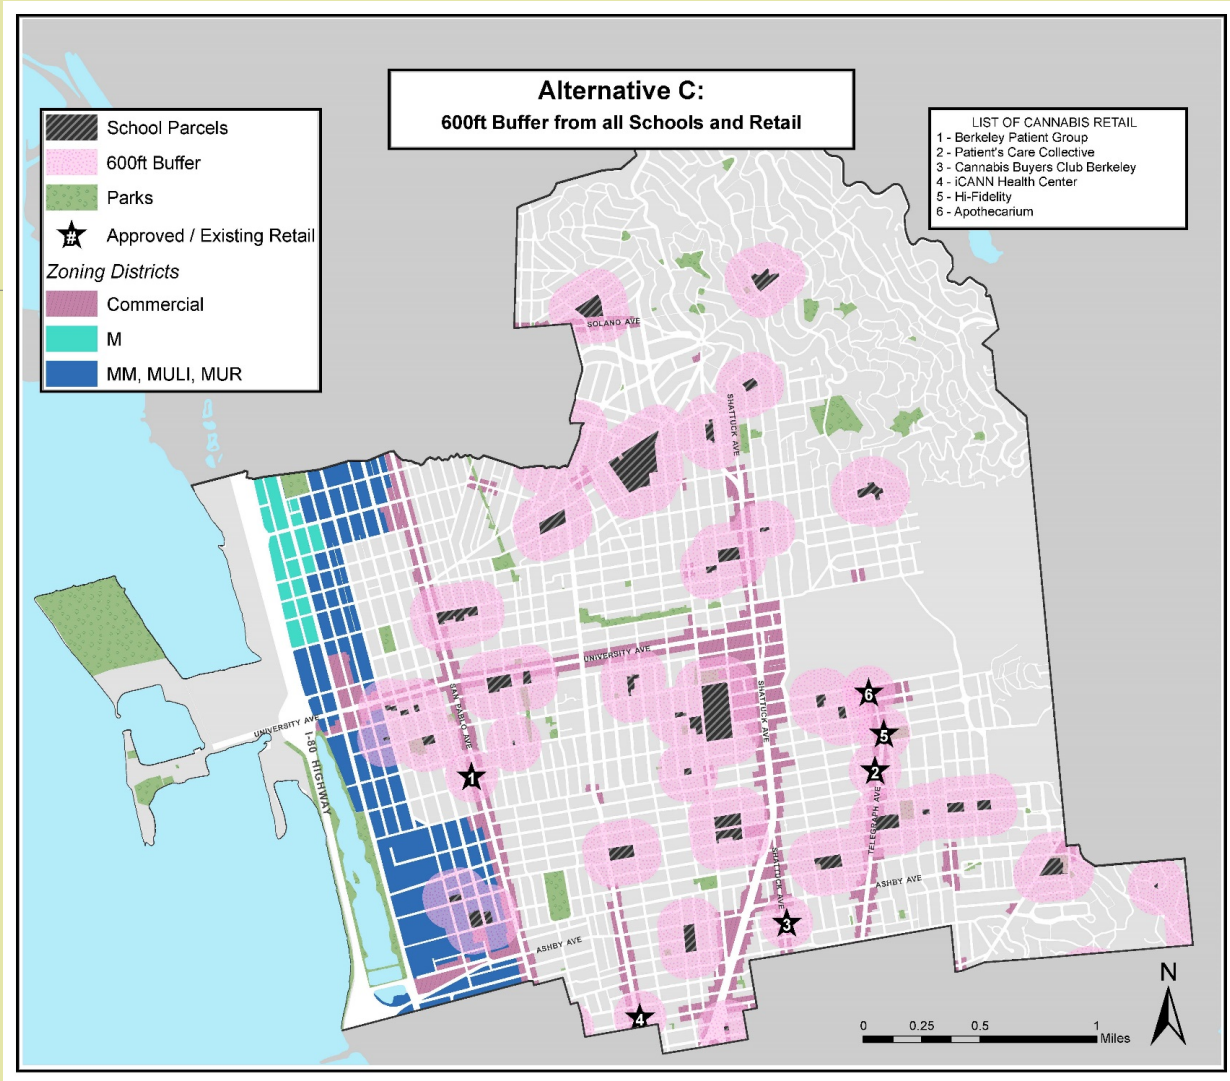 Alternative C:
600ft Buffer from all Schools and Retail
School Parcels
600ft Buffer
Parks
# Approved / Existing Retail
Zoning Districts
Commercial
M
MM, MULI, MUR
LIST OF CANNABIS RETAIL
1 - Berkeley Patient Group
2 - Patient's Care Collective
3 - Cannabis Buyers Club Berkeley
4 - iCANN Health Center
5 - Hi-Fidelity
6 - Apothecarium
SOLANO AVE
SHATTUCK AVE
UNIVERSITY AVE
SAN PABLO AVE
SHATTUCK AVE
6
UNIVERSITY AVE
I-80 HIGHWAY
5
1
2
TELEGRAPH AVE
SHATTUCK AVE
ASHBY AVE
3
ASHBY AVE
4
N
0 0.25 0.5 1
Miles